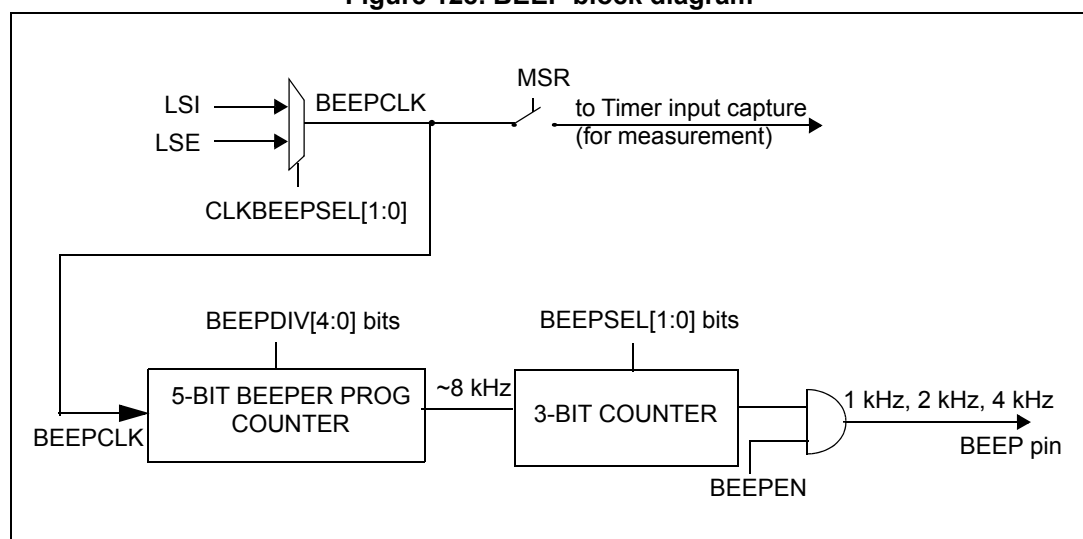 Figure BEEP block diagram
MSR
LSI
BEEPCLK
to Timer input capture
LSE
(for measurement)
CLKBEEPSEL[1:0]
BEEPDIV[4:0] bits
BEEPSEL[1:0] bits
5-BIT BEEPER PROG
COUNTER
~8 kHz
3-BIT COUNTER
1 kHz, 2 kHz, 4 kHz
BEEPCLK
BEEP pin
BEEPEN